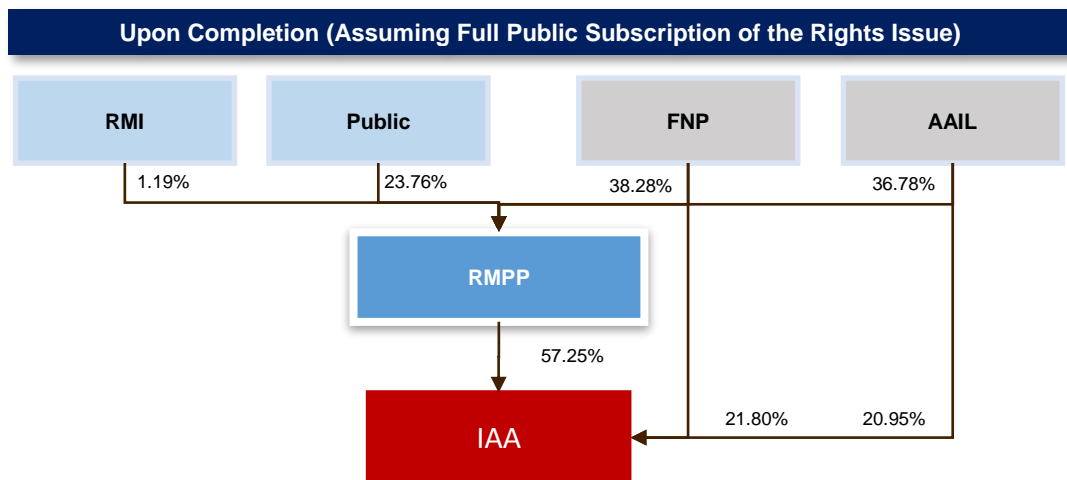 Upon Completion (Assuming Full Public Subscription of the Rights Issue)
RMI
Public
FNP
AAIL
1.19%
23.76%
38.28%
36.78%
RMPP
57.25%
IAA
21.80%
20.95%